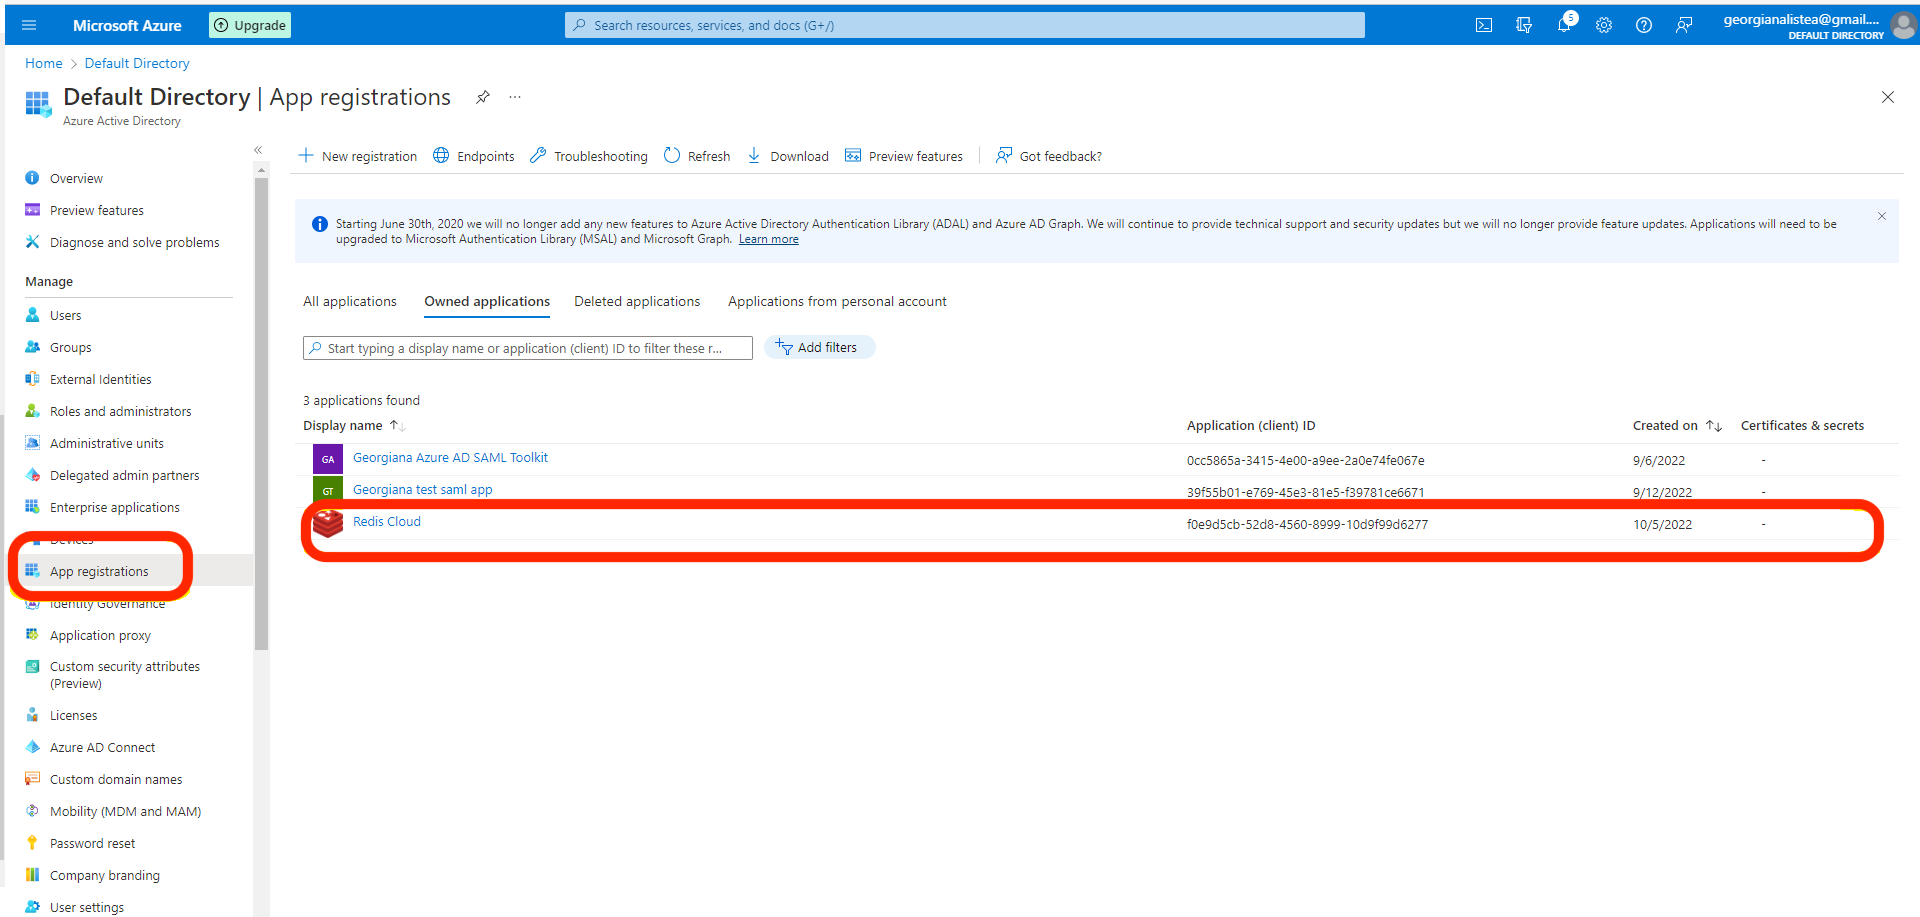 Microsoft Azure
Upgrade
Search resources, services, and docs (G+/)
5
georgianalistea@gmail....
DEFAULT DIRECTORY
Home > Default Directory
Default Directory | App registrations
...
Azure Active Directory
«
Overview
Preview features
Diagnose and solve problems
Manage
Users
Groups
External Identities
Roles and administrators
Administrative units
Delegated admin partners
Enterprise applications
Devices
App registrations
Identity Governance
Application proxy
Custom security attributes
(Preview)
Licenses
Azure AD Connect
Custom domain names
Mobility (MDM and MAM)
Password reset
Company branding
User settings
New registration
Endpoints
Troubleshooting
Refresh
Download
Preview features
Got feedback?
Starting June 30th, 2020 we will no longer add any new features to Azure Active Directory Authentication Library (ADAL) and Azure AD Graph. We will continue to provide technical support and security updates but we will no longer provide feature updates. Applications will need to be
upgraded to Microsoft Authentication Library (MSAL) and Microsoft Graph. Learn more
All applications
Owned applications
Deleted applications
Applications from personal account
Start typing a display name or application (client) ID to filter these r...
Add filters
3 applications found
Display name ↑↓
Application (client) ID
Created on ↑↓
Certificates & secrets
GA Georgiana Azure AD SAML Toolkit 0cc5865a-3415-4e00-a9ee-2a0e74fe067e 9/6/2022 -
GT Georgiana test saml app 39f55b01-e769-45e3-81e5-f39781ce6671 9/12/2022 -
Redis Cloud f0e9d5cb-52d8-4560-8999-10d9f99d6277 10/5/2022 -